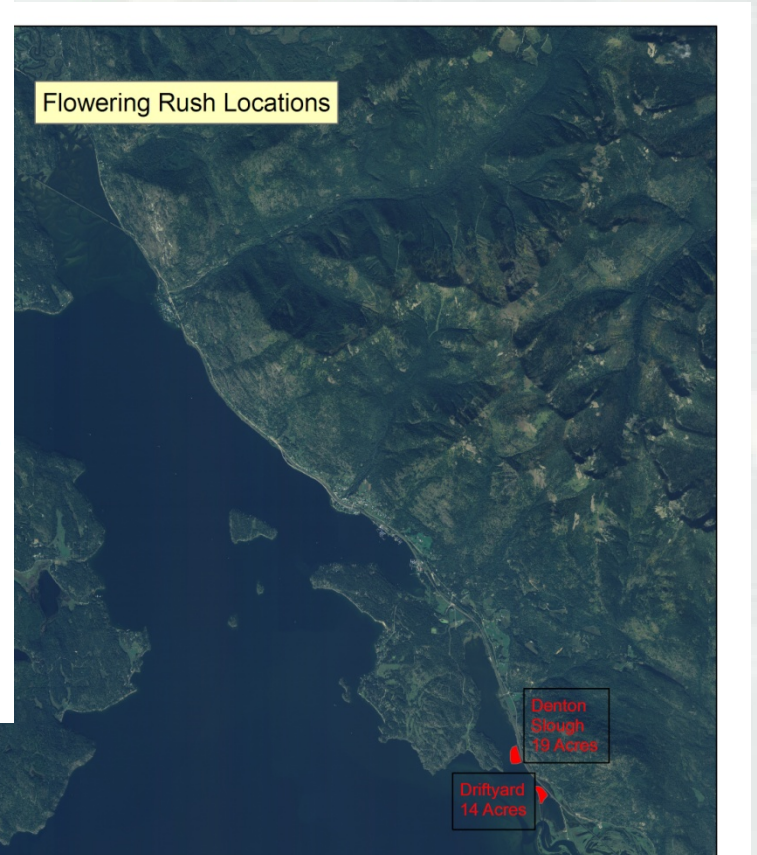 Flowering Rush Locations
Denton
Slough
19 Acres
Driftyard
14 Acres